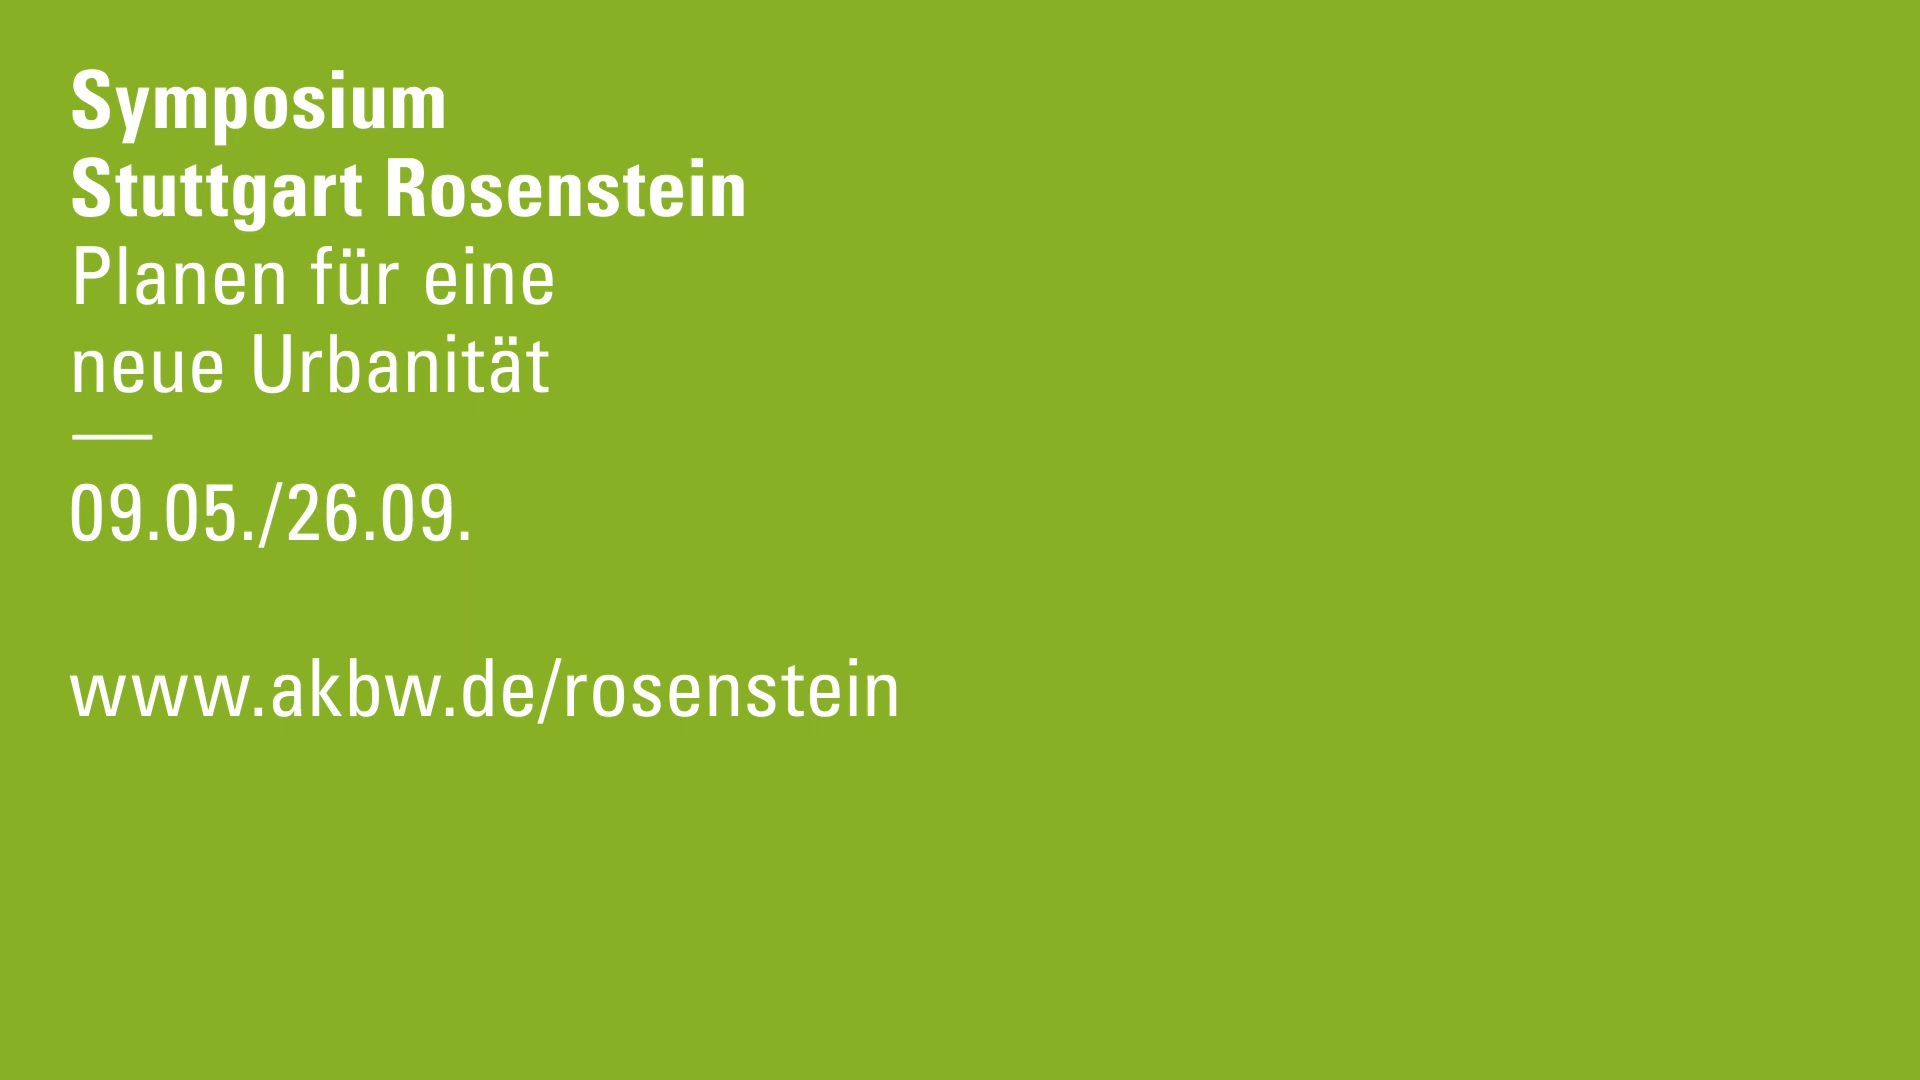 Symposium
Stuttgart Rosenstein
Planen für eine
neue Urbanität
—
09.05./26.09.
www.akbw.de/rosenstein